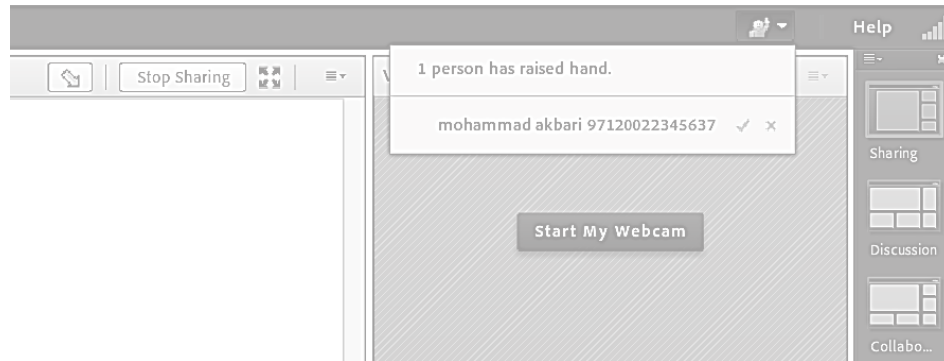 Help
Stop Sharing
1 person has raised hand.
mohammad akbari 97120022345637
Sharing
Start My Webcam
Discussion
Collabo...